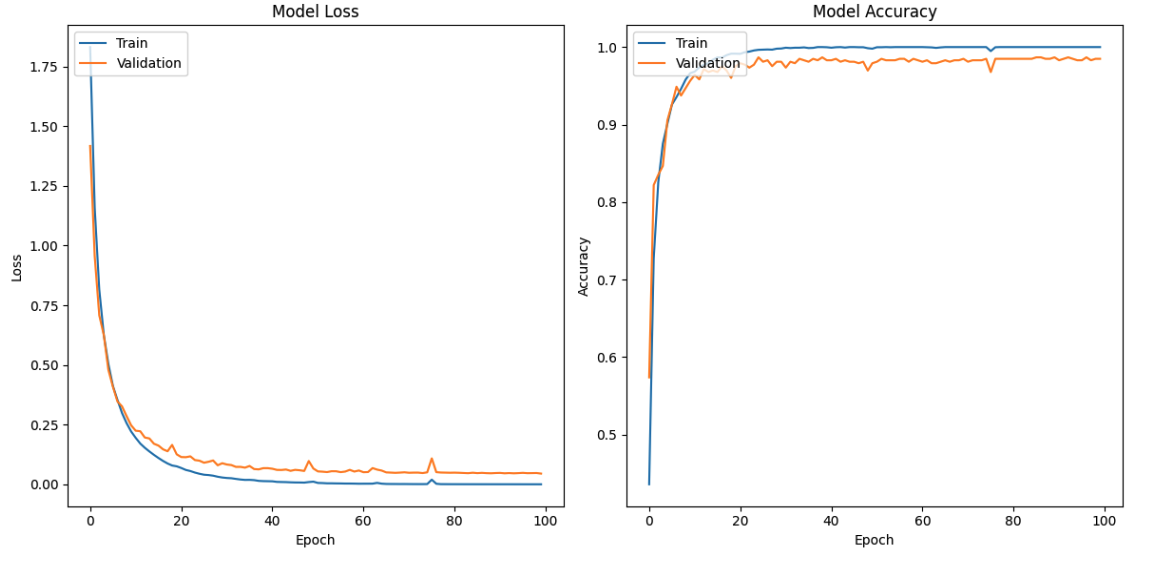 Model Loss
Train
Validation
1.75
1.50
1.25
1.00
0.75
0.50
0.25
0.00
Loss
0 20 40 60 80 100
Epoch
Model Accuracy
Train
Validation
1.0
0.9
0.8
0.7
0.6
0.5
Accuracy
0 20 40 60 80 100
Epoch